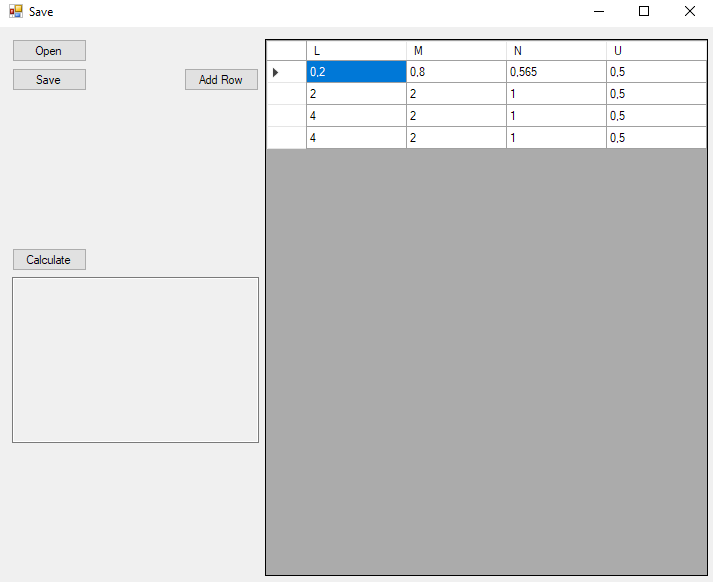 Save
Open
Save
Add Row
Calculate
L M N U
0,2 0,8 0,565 0,5
2 2 1 0,5
4 2 1 0,5
4 2 1 0,5